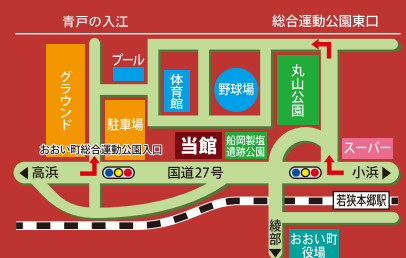 青戸の入江
総合運動公園東口
プール
グラウンド
体育館
野球場
丸山公園
駐車場
当館
船岡製塩
遺跡公園
スーパー
おおい町総合運動公園入口
高浜
国道27号
小浜
若狭本郷駅
綾部
おおい町
役場